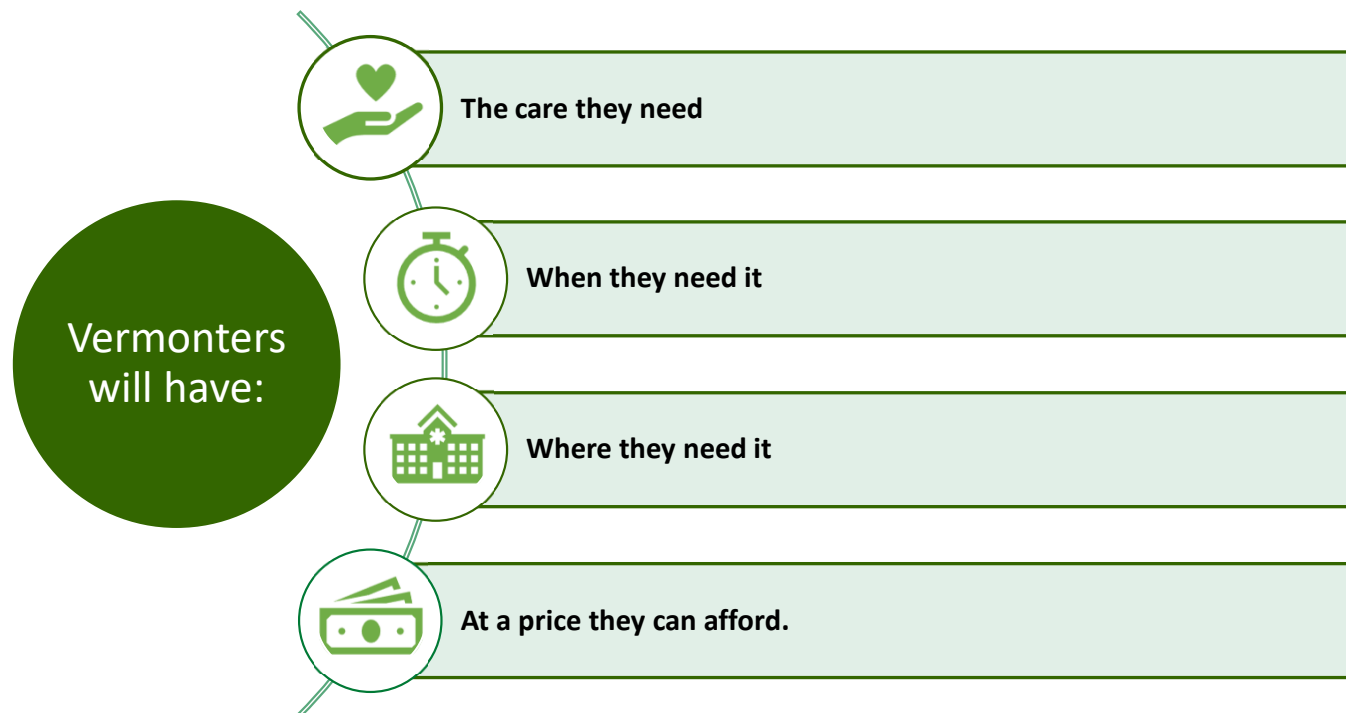 Vermonters
will have:
The care they need
When they need it
Where they need it
At a price they can afford.